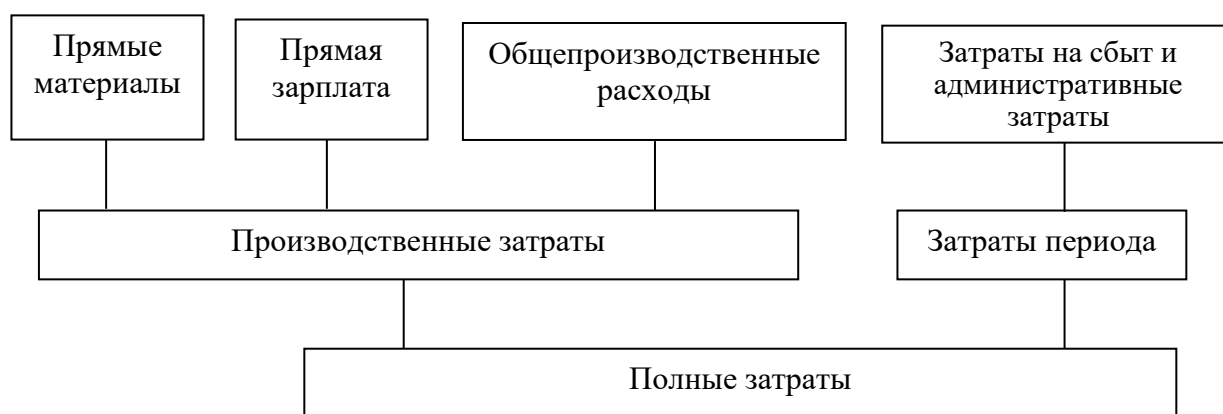 Прямые
материалы
Прямая
зарплата
Общепроизводственные
расходы
Затраты на сбыт и
административные
затраты
Производственные затраты
Затраты периода
Полные затраты